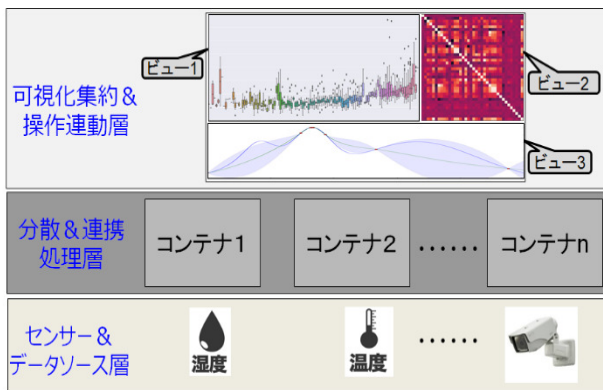 可視化集約&
操作連動層
ビュー1
ビュー2
ビュー3
分散&連携
処理層
コンテナ1
コンテナ2
······
コンテナn
センサー&
データソース層
湿度
温度
······